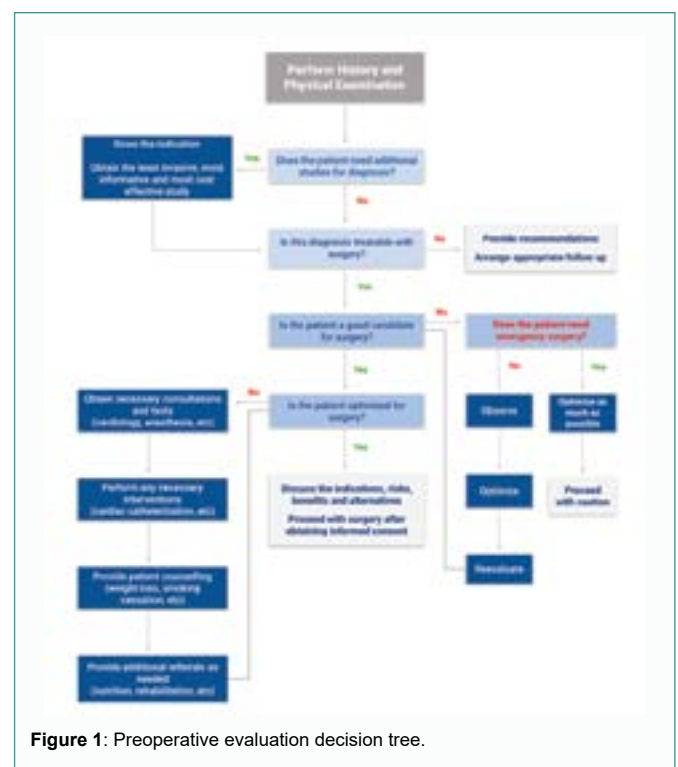 Perform History and
Physical Examination
Know the indication
Obtain the least invasive, most
informative and most cost
effective study
Yes
Does the patient need additional
studies for diagnosis?
No
Is this diagnosis treatable with
surgery?
No
Provide recommendations
Arrange appropriate follow up
Yes
Is the patient a good candidate
for surgery?
No
Does the patient need
emergency surgery?
Yes
No
Yes
Obtain necessary consultations
and tests
(cardiology, anesthesia, etc)
No
Is the patient optimized for
surgery?
Observe
Optimize as
much as
possible
Yes
Perform any necessary
interventions
(cardiac catheterization, etc)
Discuss the indications, risks,
benefits and alternatives
Proceed with surgery after
obtaining informed consent
Optimize
Proceed
with caution
Provide patient counselling
(weight loss, smoking
cessation, etc)
Reevaluate
Provide additional referrals as
needed
(nutrition, rehabilitation, etc)
Figure 1: Preoperative evaluation decision tree.